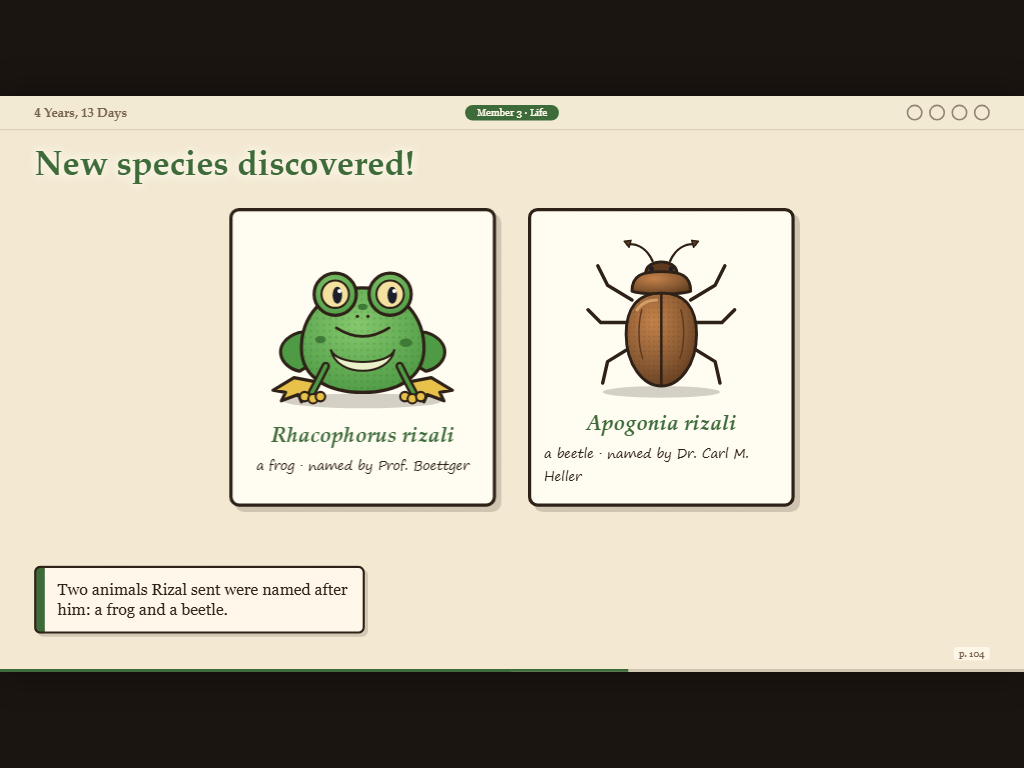 4 Years, 13 Days
Member 3 · Life
New species discovered!
Rhacophorus rizali
a frog · named by Prof. Boettger
Apogonia rizali
a beetle · named by Dr. Carl M.
Heller
Two animals Rizal sent were named after
him: a frog and a beetle.
p. 104